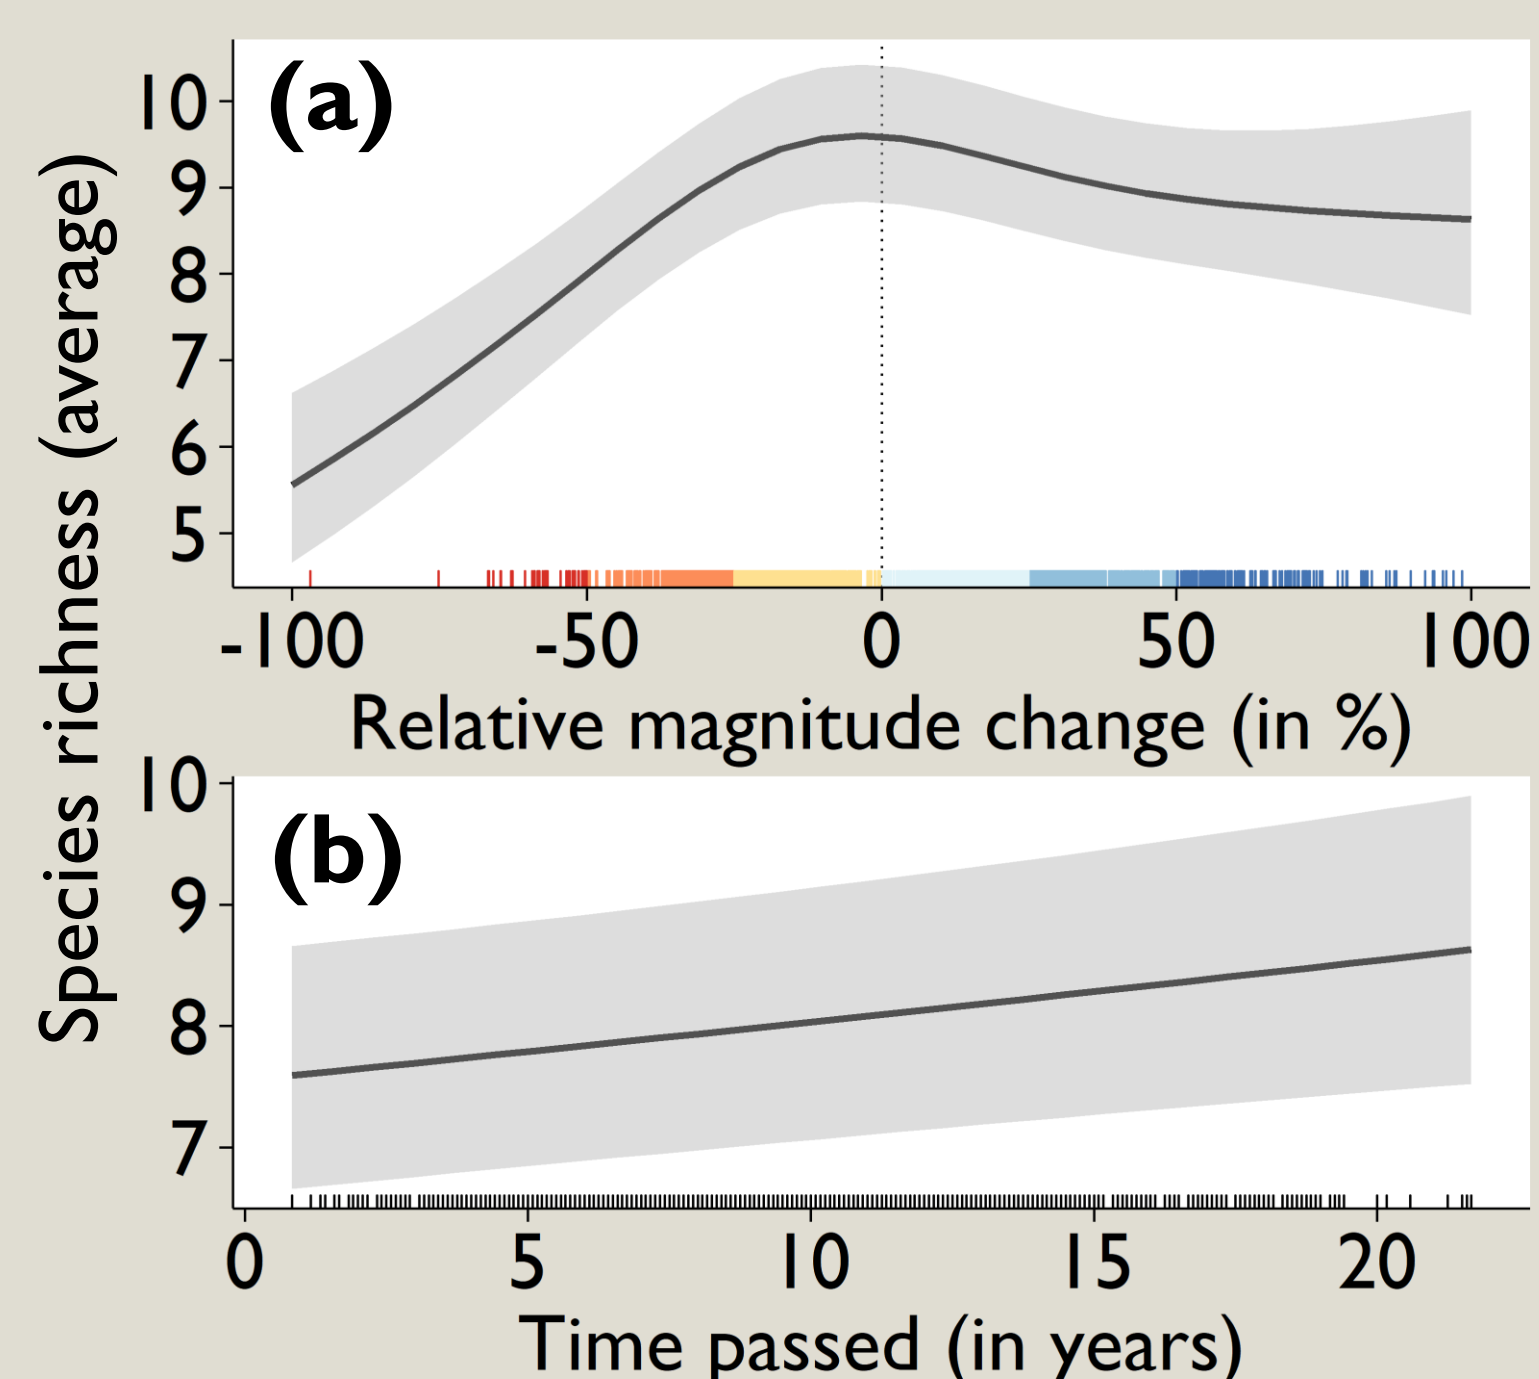 Species richness (average)
(a)
10
9
8
7
6
5
-100 -50 0 50 100
Relative magnitude change (in %)
(b)
10
9
8
7
0 5 10 15 20
Time passed (in years)